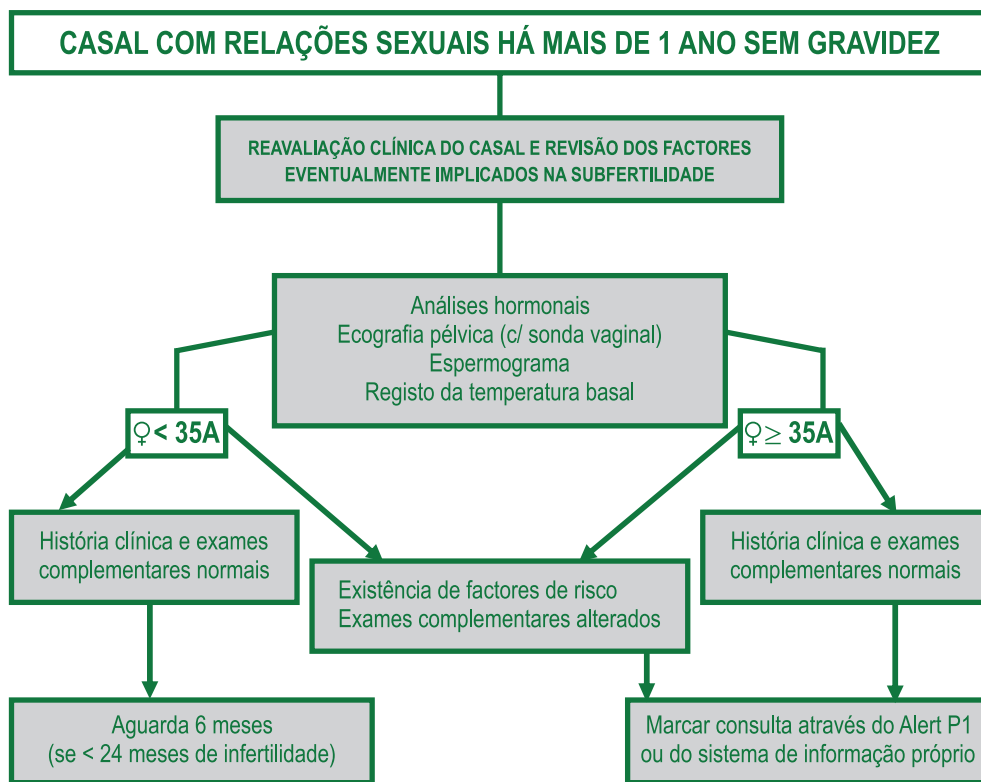 CASAL COM RELAÇÕES SEXUAIS HÁ MAIS DE 1 ANO SEM GRAVIDEZ
REAVALIAÇÃO CLÍNICA DO CASAL E REVISÃO DOS FACTORES
EVENTUALMENTE IMPLICADOS NA SUBFERTILIDADE
Análises hormonais
Ecografia pélvica (c/ sonda vaginal)
Espermograma
Registo da temperatura basal
♀ < 35A
♀ ≥ 35A
História clínica e exames
complementares normais
Existência de factores de risco
Exames complementares alterados
História clínica e exames
complementares normais
Aguarda 6 meses
(se < 24 meses de infertilidade)
Marcar consulta através do Alert P1
ou do sistema de informação próprio